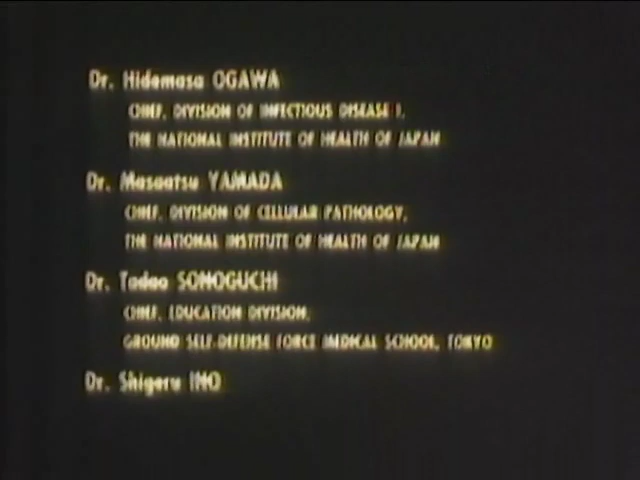 Dr. Hidemasa OGAWA
CHIEF, DIVISION OF INFECTIOUS DISEASE I,
THE NATIONAL INSTITUTE OF HEALTH OF JAPAN
Dr. Masaatsu YAMADA
CHIEF, DIVISION OF CELLULAR PATHOLOGY,
THE NATIONAL INSTITUTE OF HEALTH OF JAPAN
Dr. Tadao SONOGUCHI
CHIEF, EDUCATION DIVISION,
GROUND SELF-DEFENSE FORCE MEDICAL SCHOOL, TOKYO
Dr. Shigeru